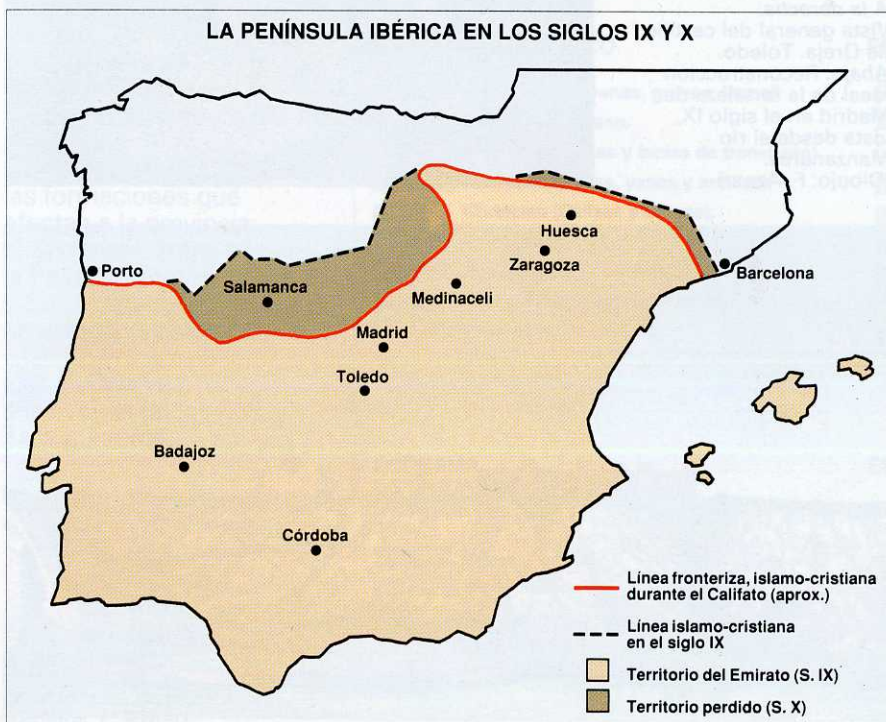 LA PENÍNSULA IBÉRICA EN LOS SIGLOS IX Y X
Huesca
Zaragoza
Barcelona
Porto
Salamanca
Medinaceli
Madrid
Toledo
Badajoz
Córdoba
Línea fronteriza, islamo-cristiana
durante el Califato (aprox.)
Línea islamo-cristiana
en el siglo IX
Territorio del Emirato (S. IX)
Territorio perdido (S. X)